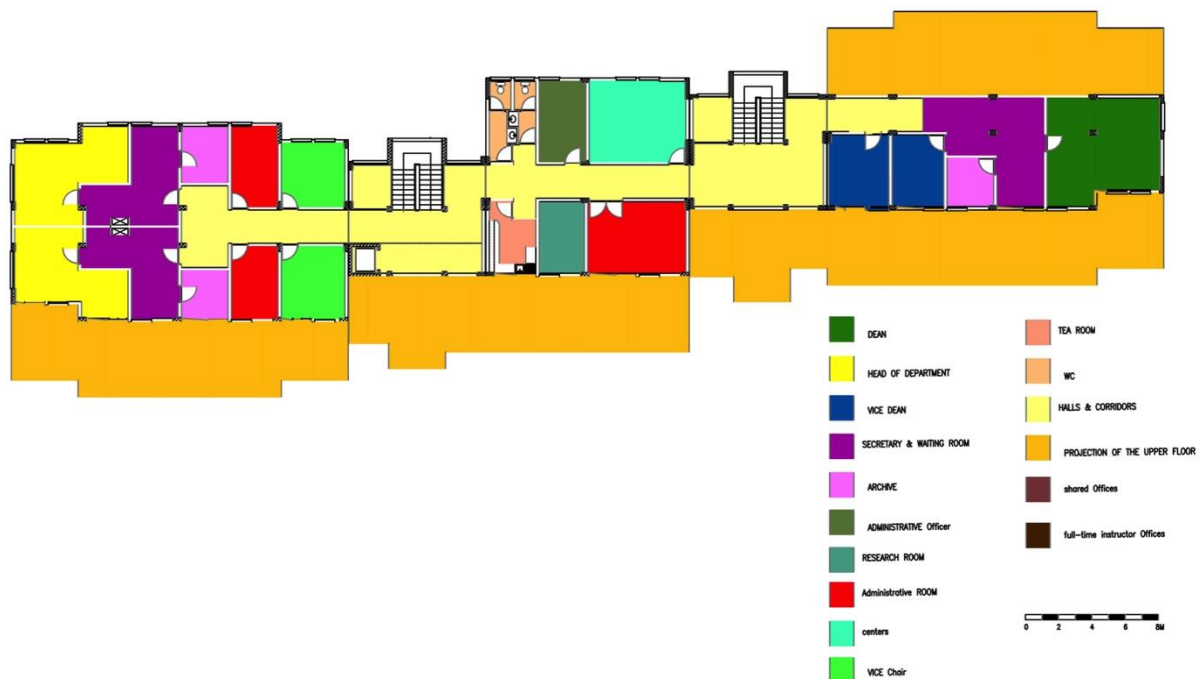 DEAN
HEAD OF DEPARTMENT
VICE DEAN
SECRETARY & WAITING ROOM
ARCHIVE
ADMINISTRATIVE Officer
RESEARCH ROOM
Administrative ROOM
centers
VICE Chair
TEA ROOM
WC
HALLS & CORRIDORS
PROJECTION OF THE UPPER FLOOR
shared Offices
full-time instructor Offices
0 2 4 6 8M